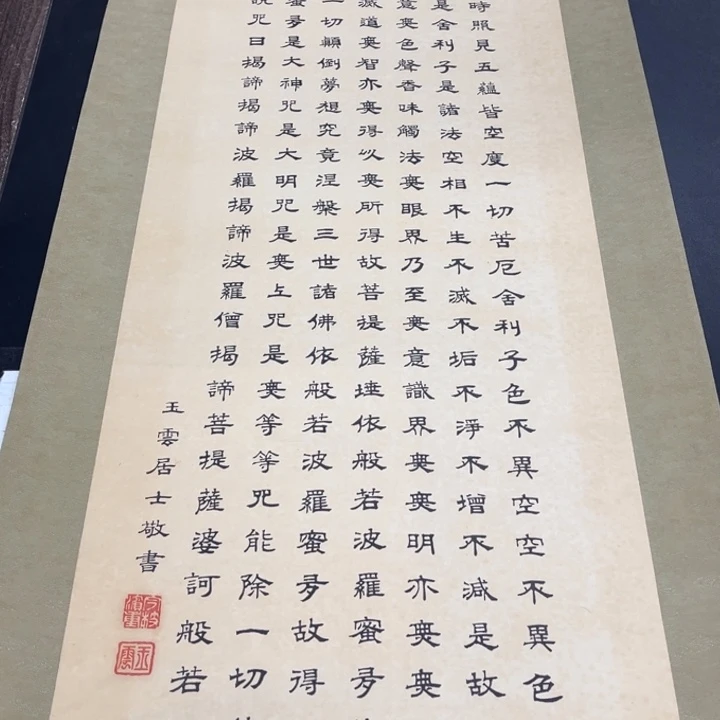 時照見五蘊皆空度一切苦厄舍利子色不異空空不異色
是舍利子是諸法空相不生不滅不垢不淨不增不減是故
意無色聲香味觸法無眼界乃至無意識界無無明亦無無
滅道無智亦無得以無所得故菩提薩埵依般若波羅蜜多
一切顛倒夢想究竟涅槃三世諸佛依般若波羅蜜多故得
蜜多是大神咒是大明咒是無上咒是無等等咒能除一切
說咒曰揭諦揭諦波羅揭諦波羅僧揭諦菩提薩婆訶般若
玉雲居士敬書
玉雲